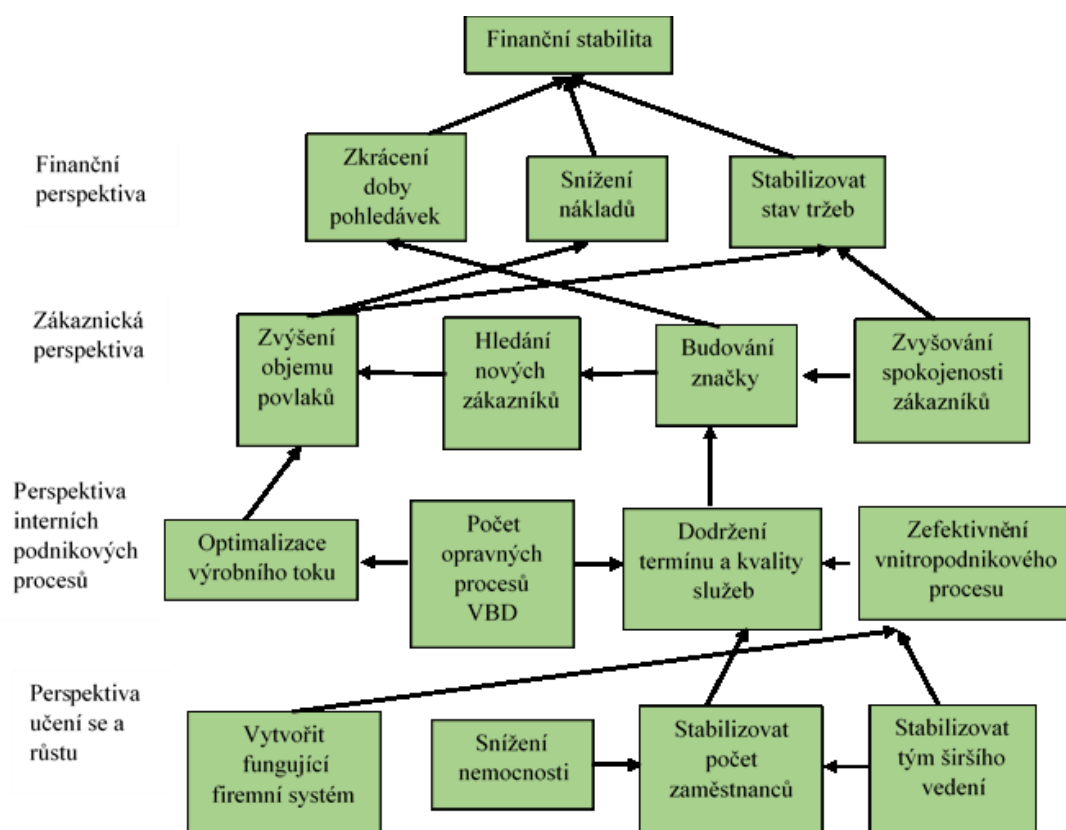 Finanční stabilita
Finanční
perspektiva
Zkrácení
doby
pohledávek
Snížení
nákladů
Stabilizovat
stav tržeb
Zákaznická
perspektiva
Zvýšení
objemu
povlaků
Hledání
nových
zákazníků
Budování
značky
Zvyšování
spokojenosti
zákazníků
Perspektiva
interních
podnikových
procesů
Optimalizace
výrobního toku
Počet
opravných
procesů
VBD
Dodržení
termínu a kvality
služeb
Zefektivnění
vnitropodnikového
procesu
Perspektiva
učení se a
růstu
Vytvořit
fungující
firemní systém
Snížení
nemocnosti
Stabilizovat
počet
zaměstnanců
Stabilizovat
tým širšího
vedení